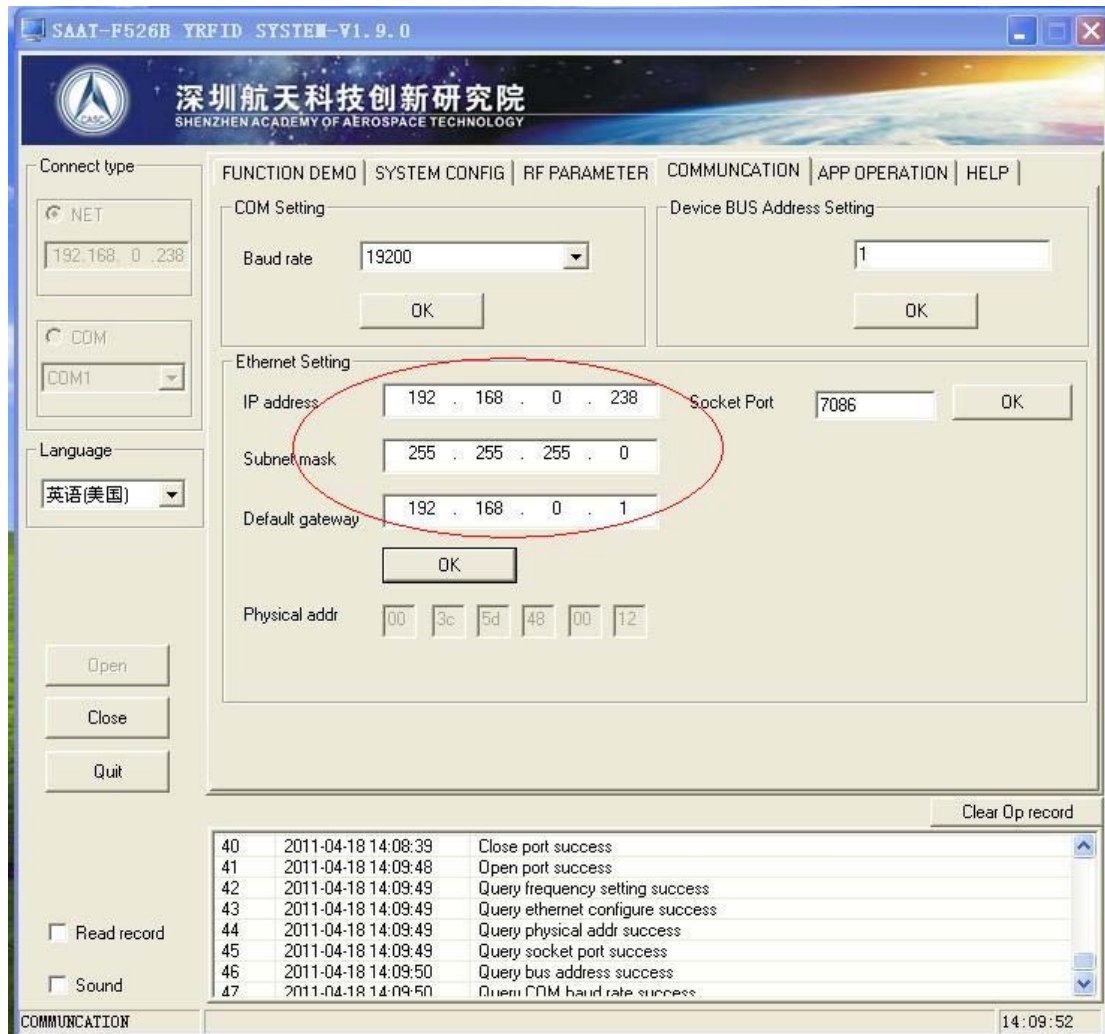 SAAT-F526B YRFID SYSTEM-V1.9.0
CASC
深圳航天科技创新研究院
SHENZHEN ACADEMY OF AEROSPACE TECHNOLOGY
Connect type
NET
192.168. 0 .238
COM
COM1
Language
英语(美国)
Open
Close
Quit
Read record
Sound
FUNCTION DEMO
SYSTEM CONFIG
RF PARAMETER
COMMUNCATION
APP OPERATION
HELP
COM Setting
Baud rate
19200
OK
Device BUS Address Setting
1
OK
Ethernet Setting
IP address
192 . 168 . 0 . 238
Socket Port
7086
OK
Subnet mask
255 . 255 . 255 . 0
Default gateway
192 . 168 . 0 . 1
OK
Physical addr
00 3c 5d 48 00 12
Clear Op record
40 2011-04-18 14:08:39 Close port success
41 2011-04-18 14:09:48 Open port success
42 2011-04-18 14:09:49 Query frequency setting success
43 2011-04-18 14:09:49 Query ethernet configure success
44 2011-04-18 14:09:49 Query physical addr success
45 2011-04-18 14:09:49 Query socket port success
46 2011-04-18 14:09:50 Query bus address success
47 2011-04-18 14:09:50 Query COM baud rate success
COMMUNCATION
14:09:52